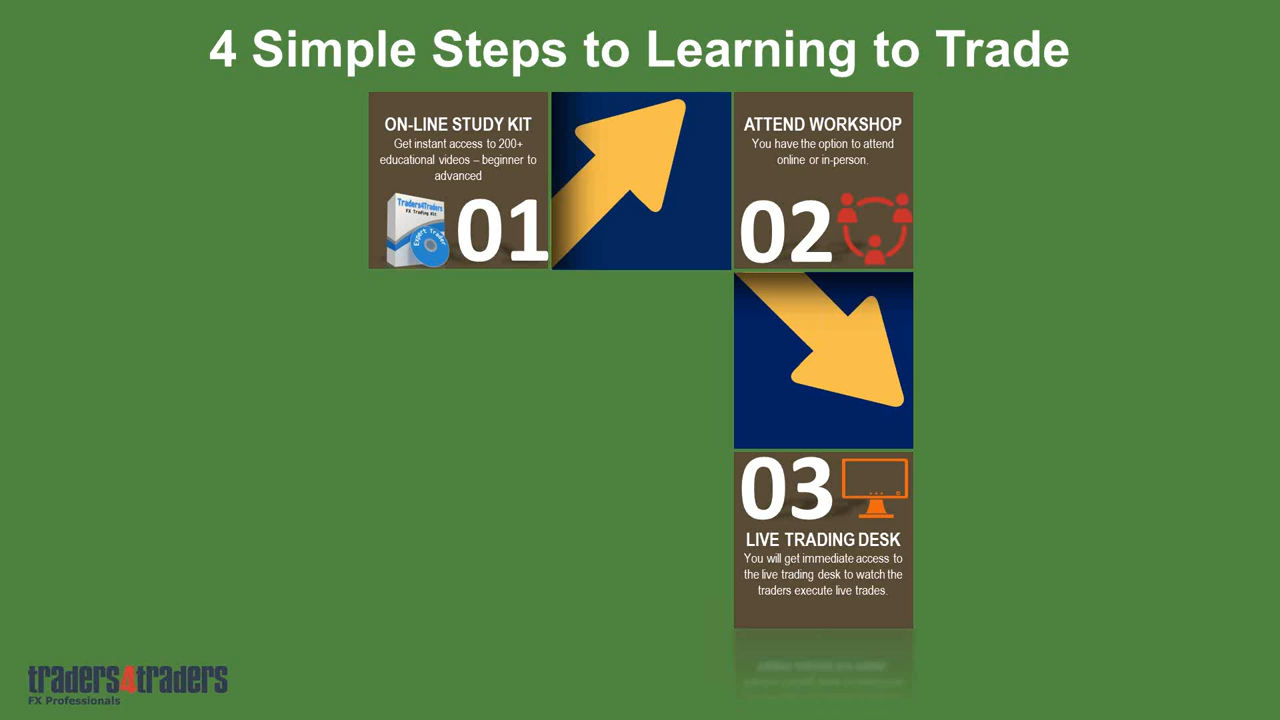 4 Simple Steps to Learning to Trade
ON-LINE STUDY KIT
Get instant access to 200+
educational videos – beginner to
advanced
Traders4Traders
FX Trading Kit
Expert Trader
01
ATTEND WORKSHOP
You have the option to attend
online or in-person.
02
03
LIVE TRADING DESK
You will get immediate access to
the live trading desk to watch the
traders execute live trades.
traders4traders
FX Professionals